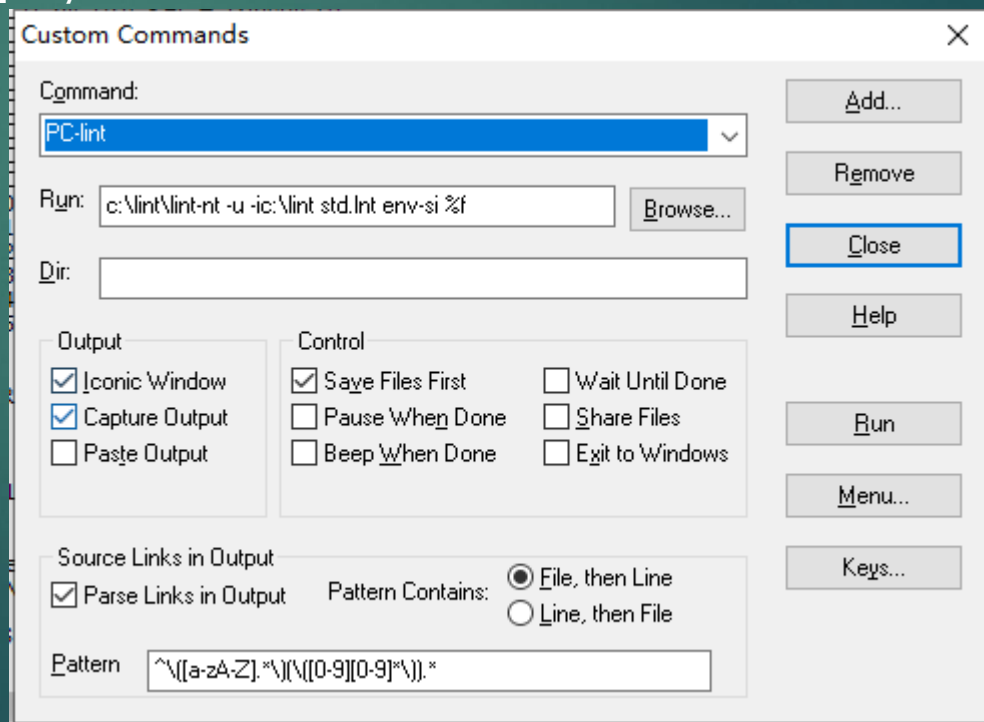 Custom Commands
Command:
Add...
PC-lint
Remove
Run: c:\lint\lint-nt -u -ic:\lint std.lnt env-si %f Browse...
Close
Dir:
Help
Output Control
Iconic Window Save Files First Wait Until Done
Capture Output Pause When Done Share Files Run
Paste Output Beep When Done Exit to Windows
Menu...
Source Links in Output
Keys...
Parse Links in Output Pattern Contains: File, then Line
Line, then File
Pattern ^\([a-zA-Z].*\)(\([0-9][0-9]*\)).*